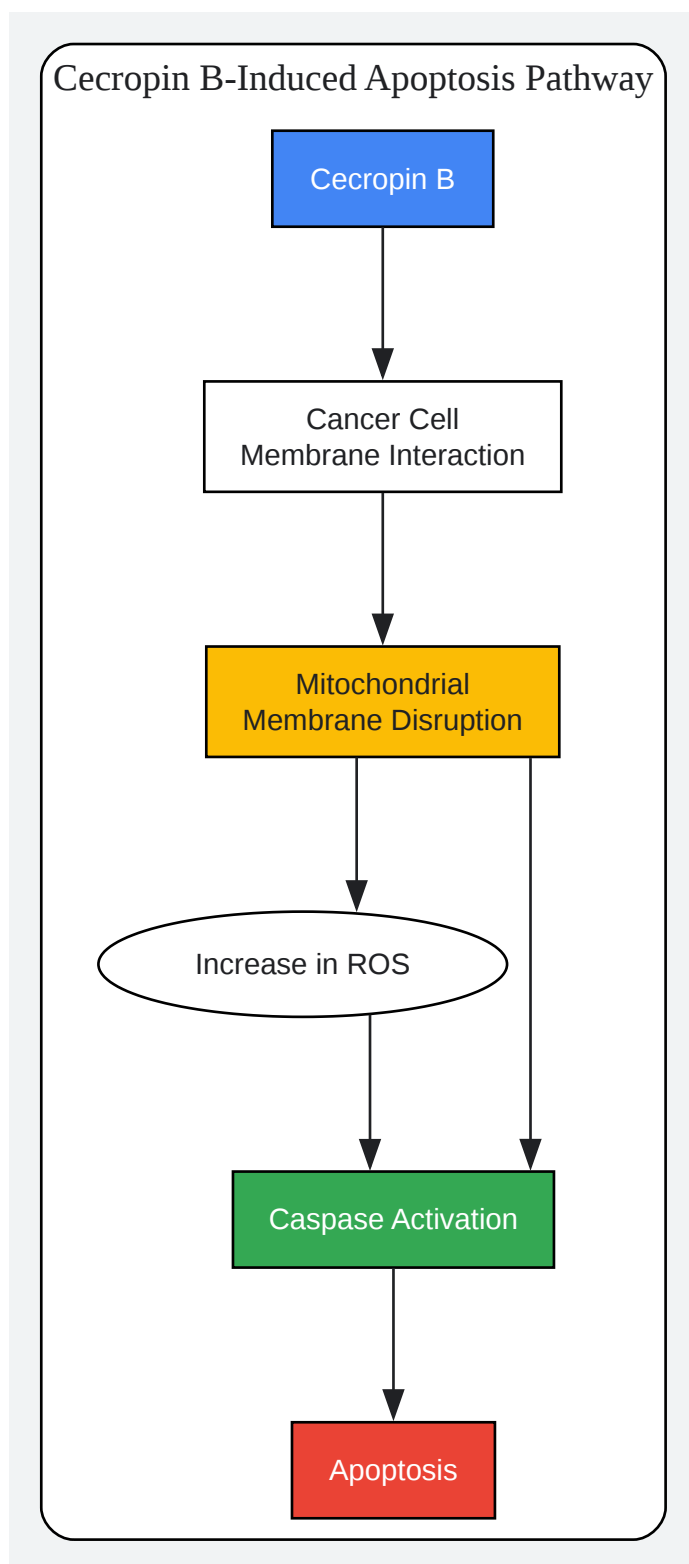 Cecropin B-Induced Apoptosis Pathway
Cecropin B
Cancer Cell
Membrane Interaction
Mitochondrial
Membrane Disruption
Increase in ROS
Caspase Activation
Apoptosis